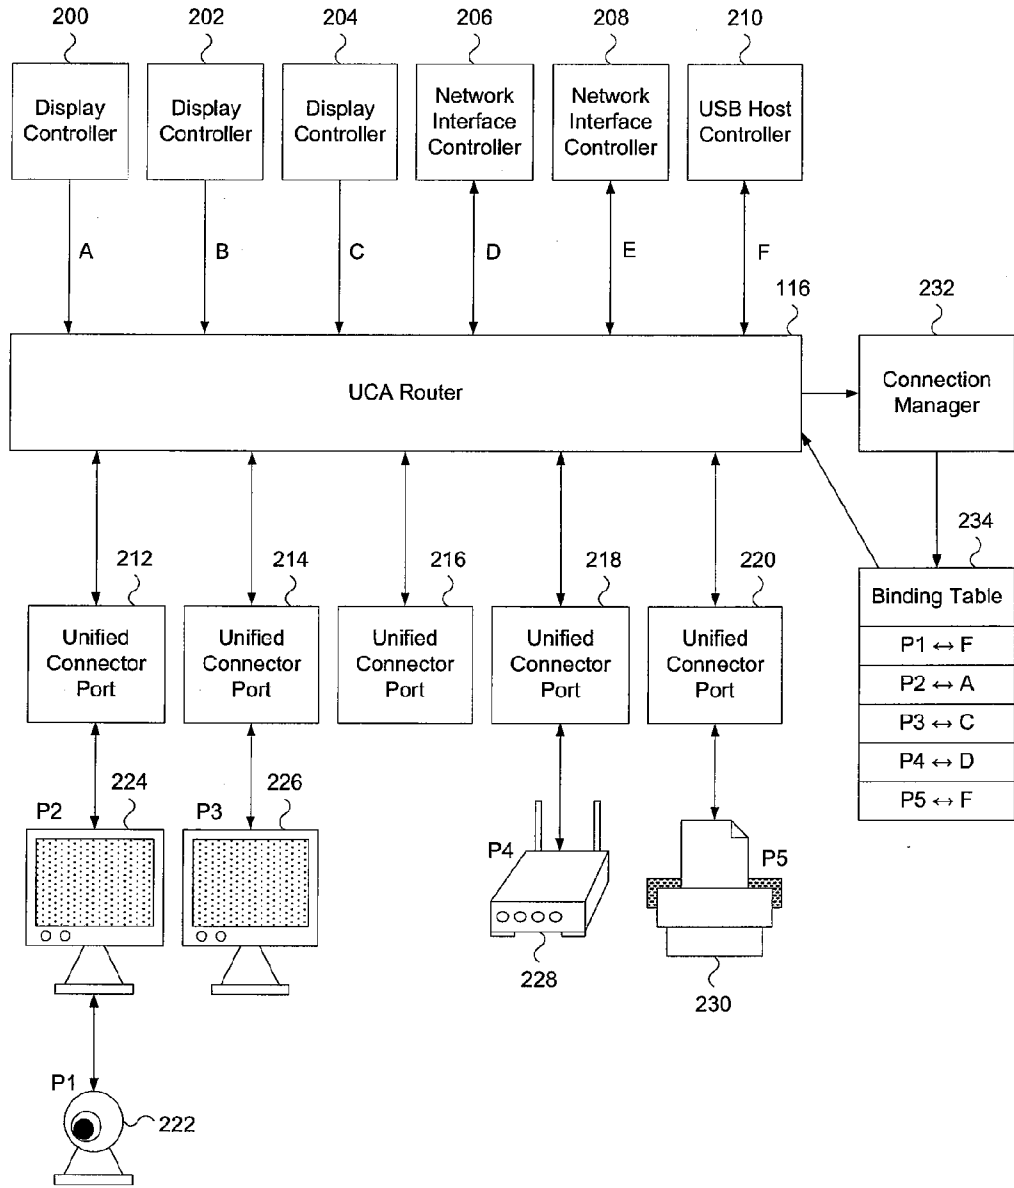 200 202 204 206 208 210
Display Controller
Display Controller
Display Controller
Network Interface Controller
Network Interface Controller
USB Host Controller
A B C D E F
116 232
UCA Router
Connection Manager
212 214 216 218 220 234
Unified Connector Port
Unified Connector Port
Unified Connector Port
Unified Connector Port
Unified Connector Port
Binding Table
P1 ↔ F
P2 ↔ A
P3 ↔ C
P4 ↔ D
P5 ↔ F
P2 224 P3 226
P4 P5
228 230
P1
222